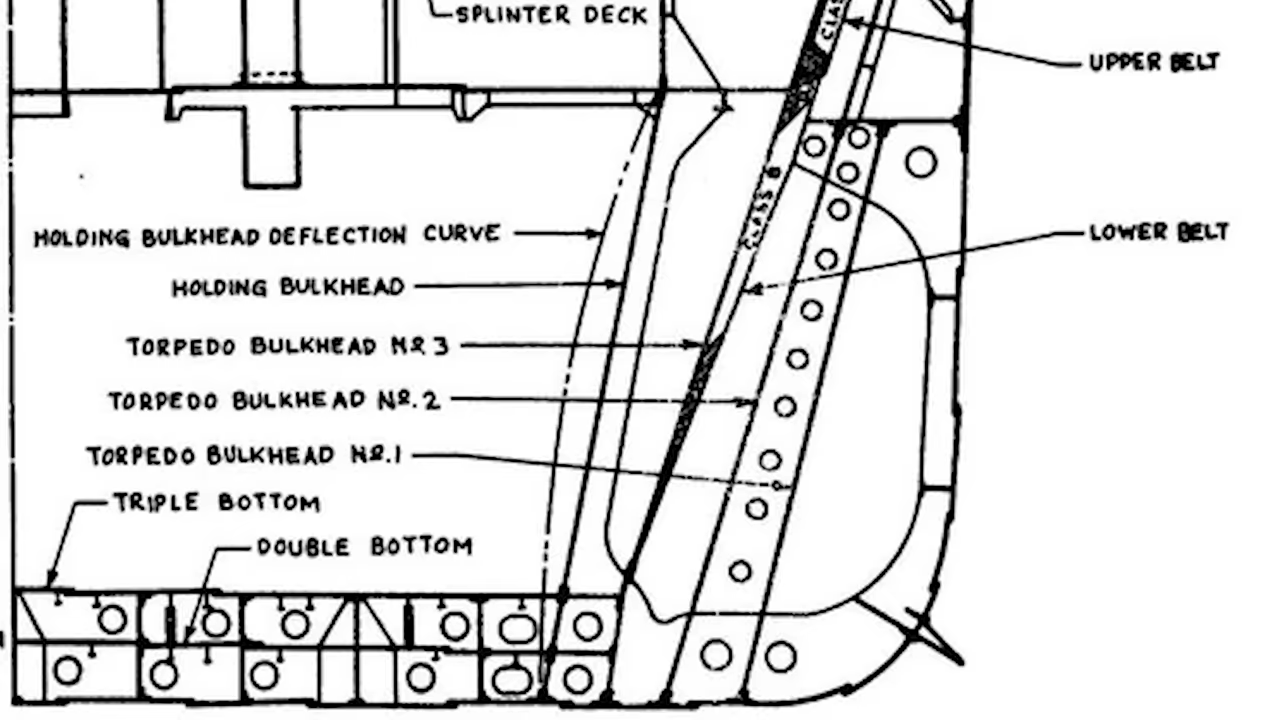 SPLINTER DECK
UPPER BELT
CLASS B
HOLDING BULKHEAD DEFLECTION CURVE
LOWER BELT
HOLDING BULKHEAD
TORPEDO BULKHEAD No. 3
TORPEDO BULKHEAD No. 2
TORPEDO BULKHEAD No. 1
TRIPLE BOTTOM
DOUBLE BOTTOM